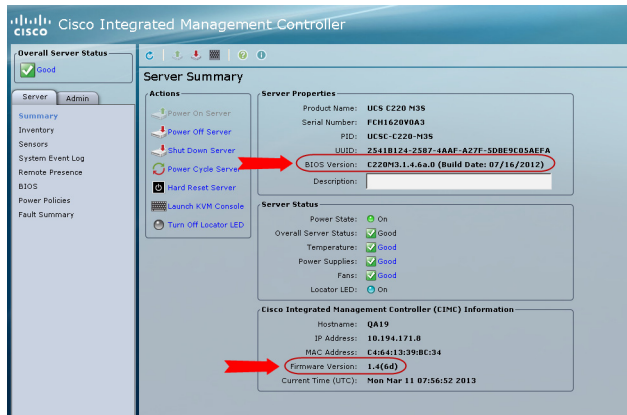 cisco Cisco Integrated Management Controller
Overall Server Status
Good
Server Admin
Summary
Inventory
Sensors
System Event Log
Remote Presence
BIOS
Power Policies
Fault Summary
Server Summary
Actions
Power On Server
Power Off Server
Shut Down Server
Power Cycle Server
Hard Reset Server
Launch KVM Console
Turn Off Locator LED
Server Properties
Product Name: UCS C220 M3S
Serial Number: FCH1620V0A3
PID: UCSC-C220-M3S
UUID: 2541B124-25B7-4AAF-A27F-5DBE9C05AEFA
BIOS Version: C220M3.1.4.6a.0 (Build Date: 07/16/2012)
Description:
Server Status
Power State: On
Overall Server Status: Good
Temperature: Good
Power Supplies: Good
Fans: Good
Locator LED: On
Cisco Integrated Management Controller (CIMC) Information
Hostname: QA19
IP Address: 10.194.171.8
MAC Address: C4:64:13:39:BC:34
Firmware Version: 1.4(6d)
Current Time (UTC): Mon Mar 11 07:56:52 2013